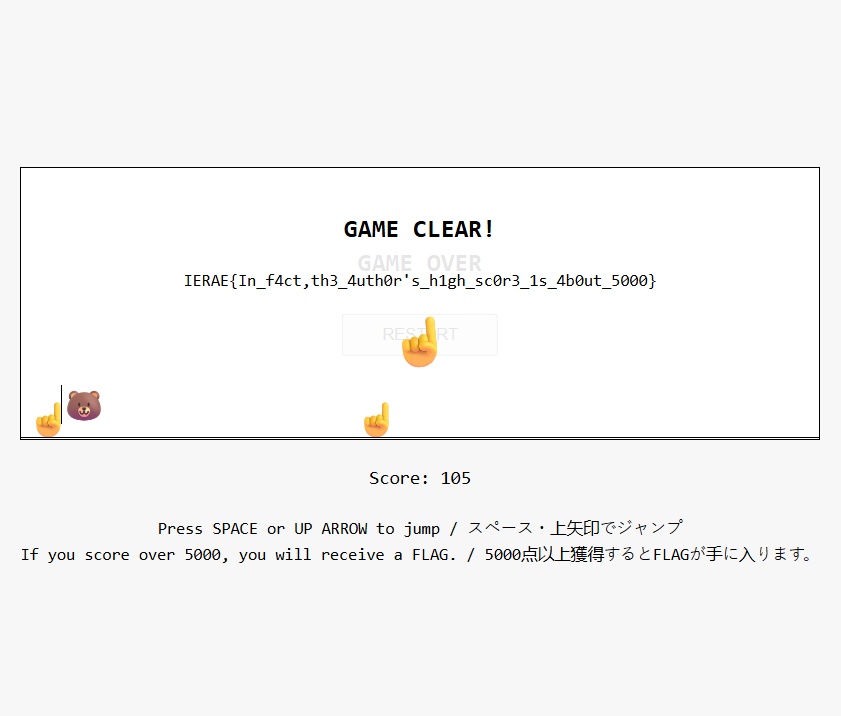 GAME CLEAR!
GAME OVER
IERAE{In_f4ct,th3_4uth0r's_h1gh_sc0r3_1s_4b0ut_5000}
RESTART
Score: 105
Press SPACE or UP ARROW to jump / スペース・上矢印でジャンプ
If you score over 5000, you will receive a FLAG. / 5000点以上獲得するとFLAGが手に入ります。